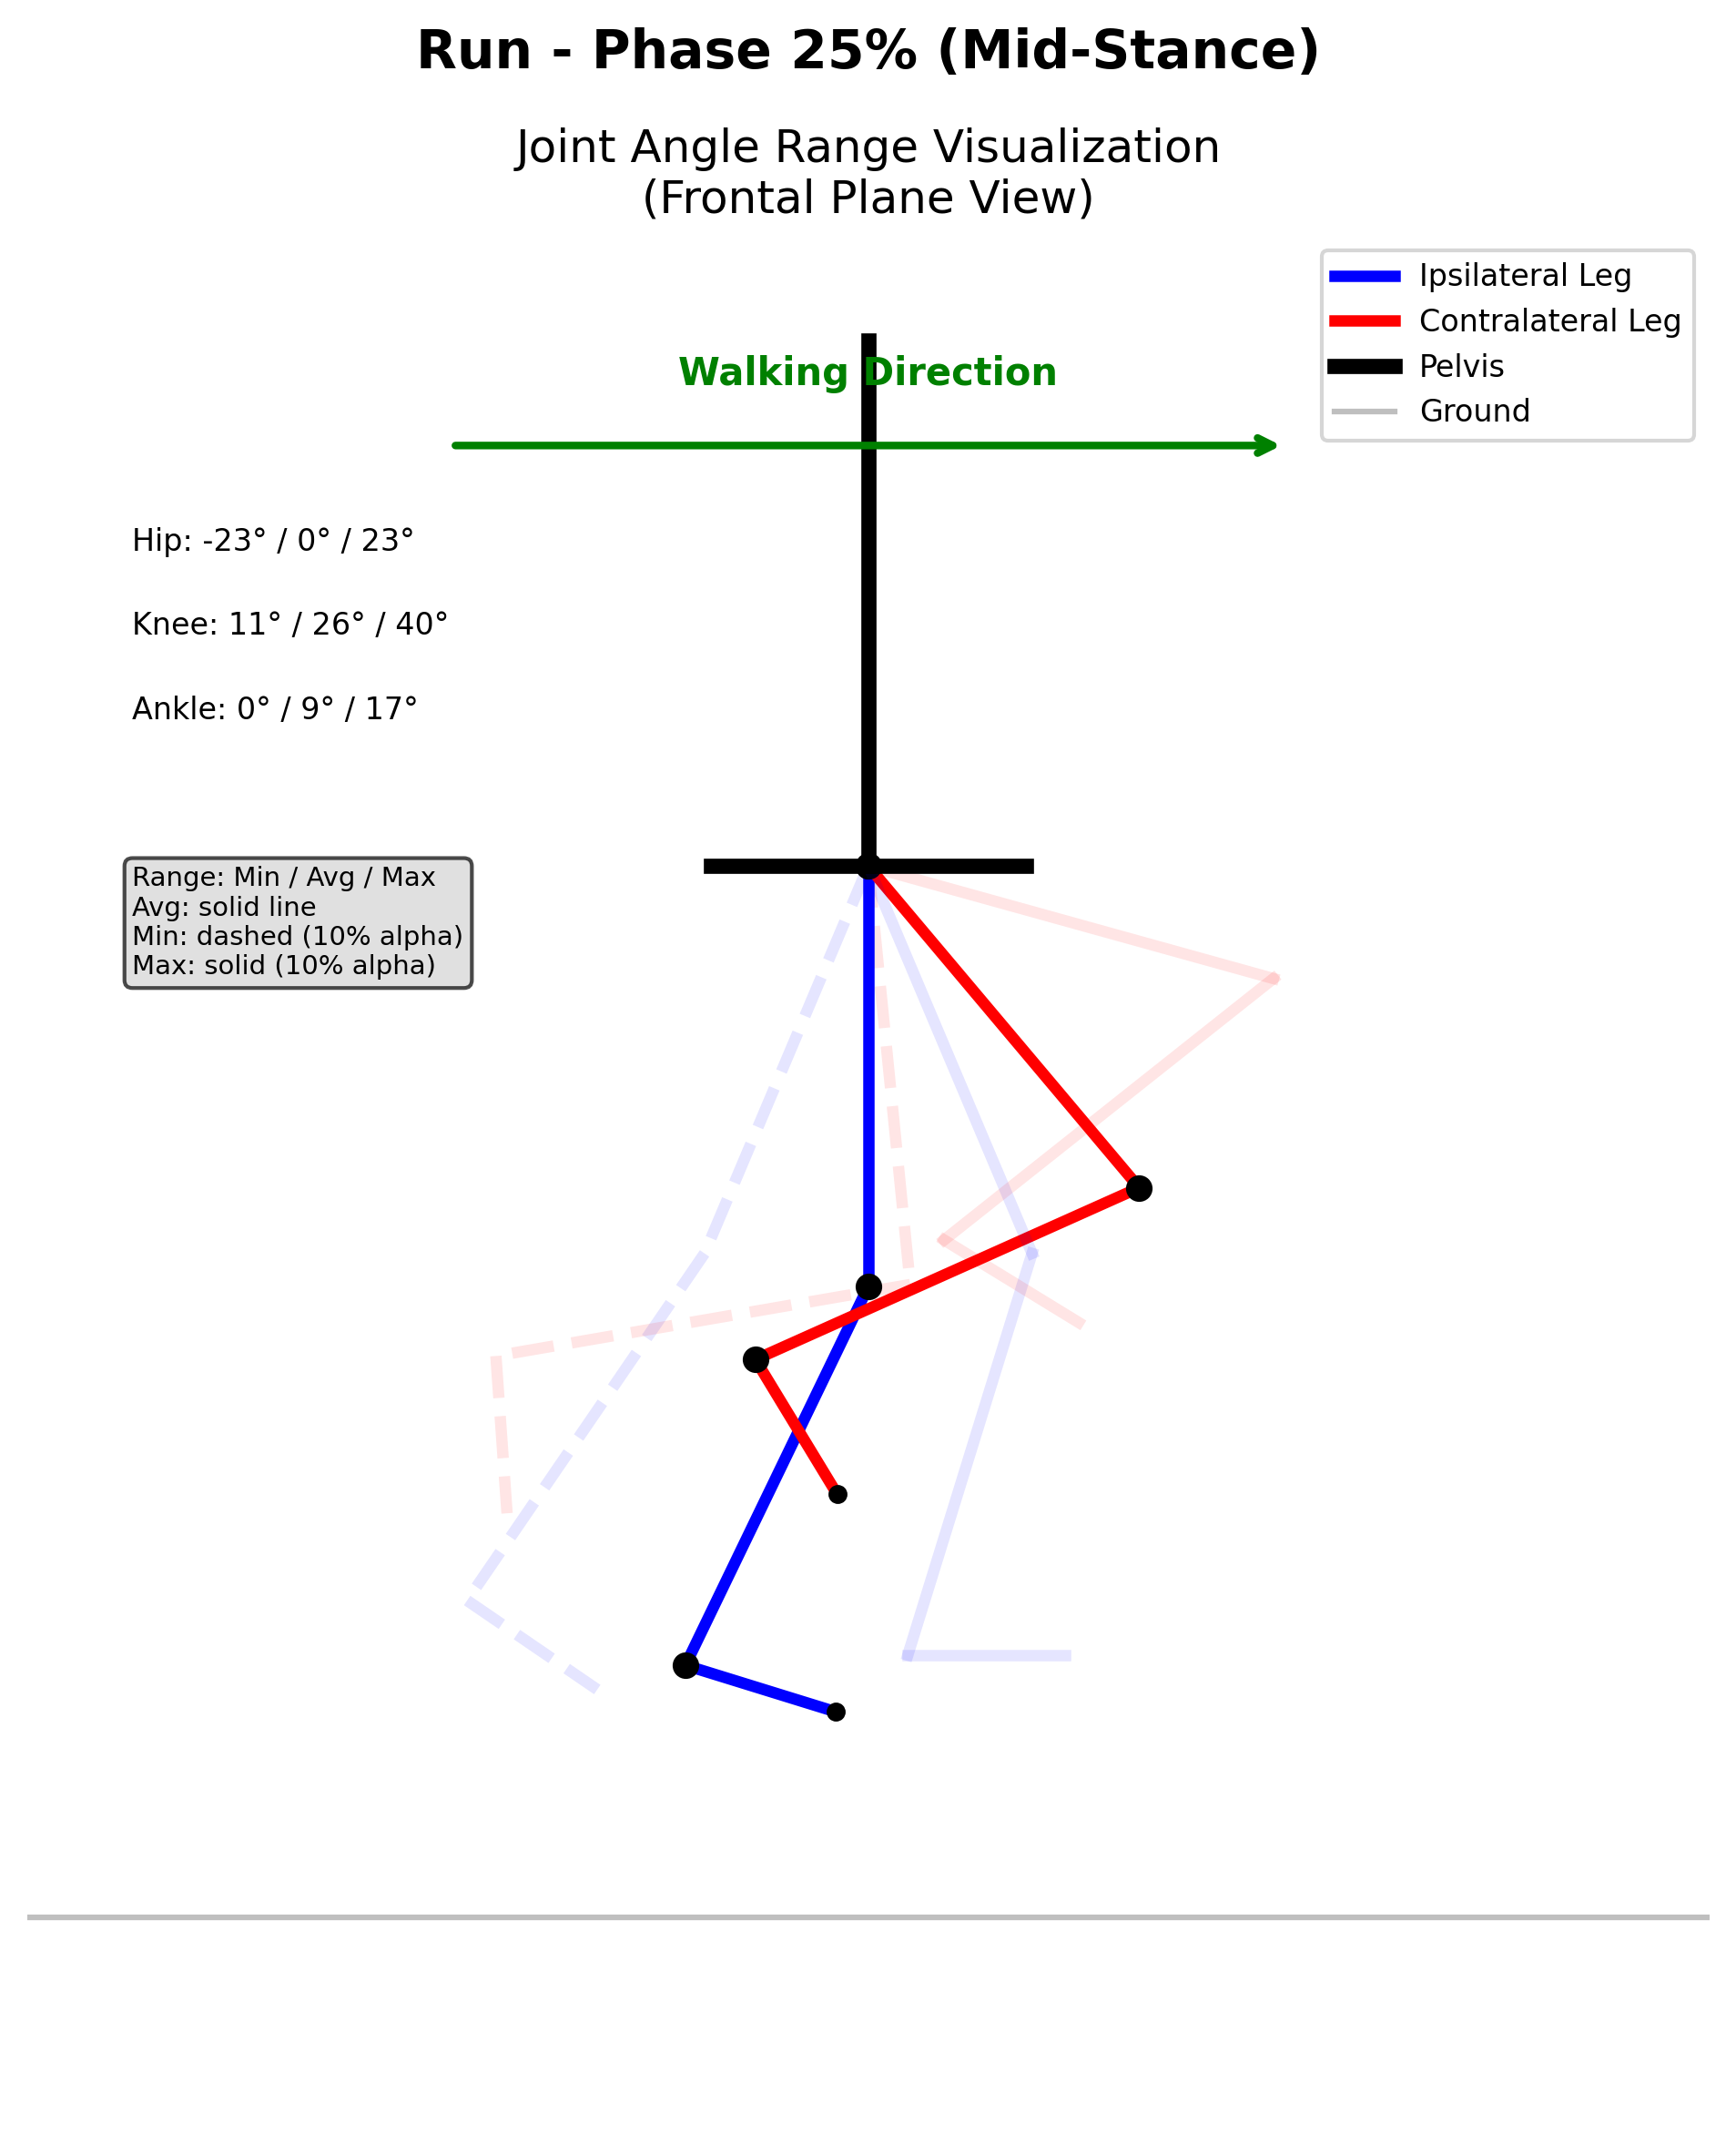 Run - Phase 25% (Mid-Stance)
Joint Angle Range Visualization
(Frontal Plane View)
Ipsilateral Leg
Contralateral Leg
Pelvis
Ground
Walking Direction
Hip: -23° / 0° / 23°
Knee: 11° / 26° / 40°
Ankle: 0° / 9° / 17°
Range: Min / Avg / Max
Avg: solid line
Min: dashed (10% alpha)
Max: solid (10% alpha)